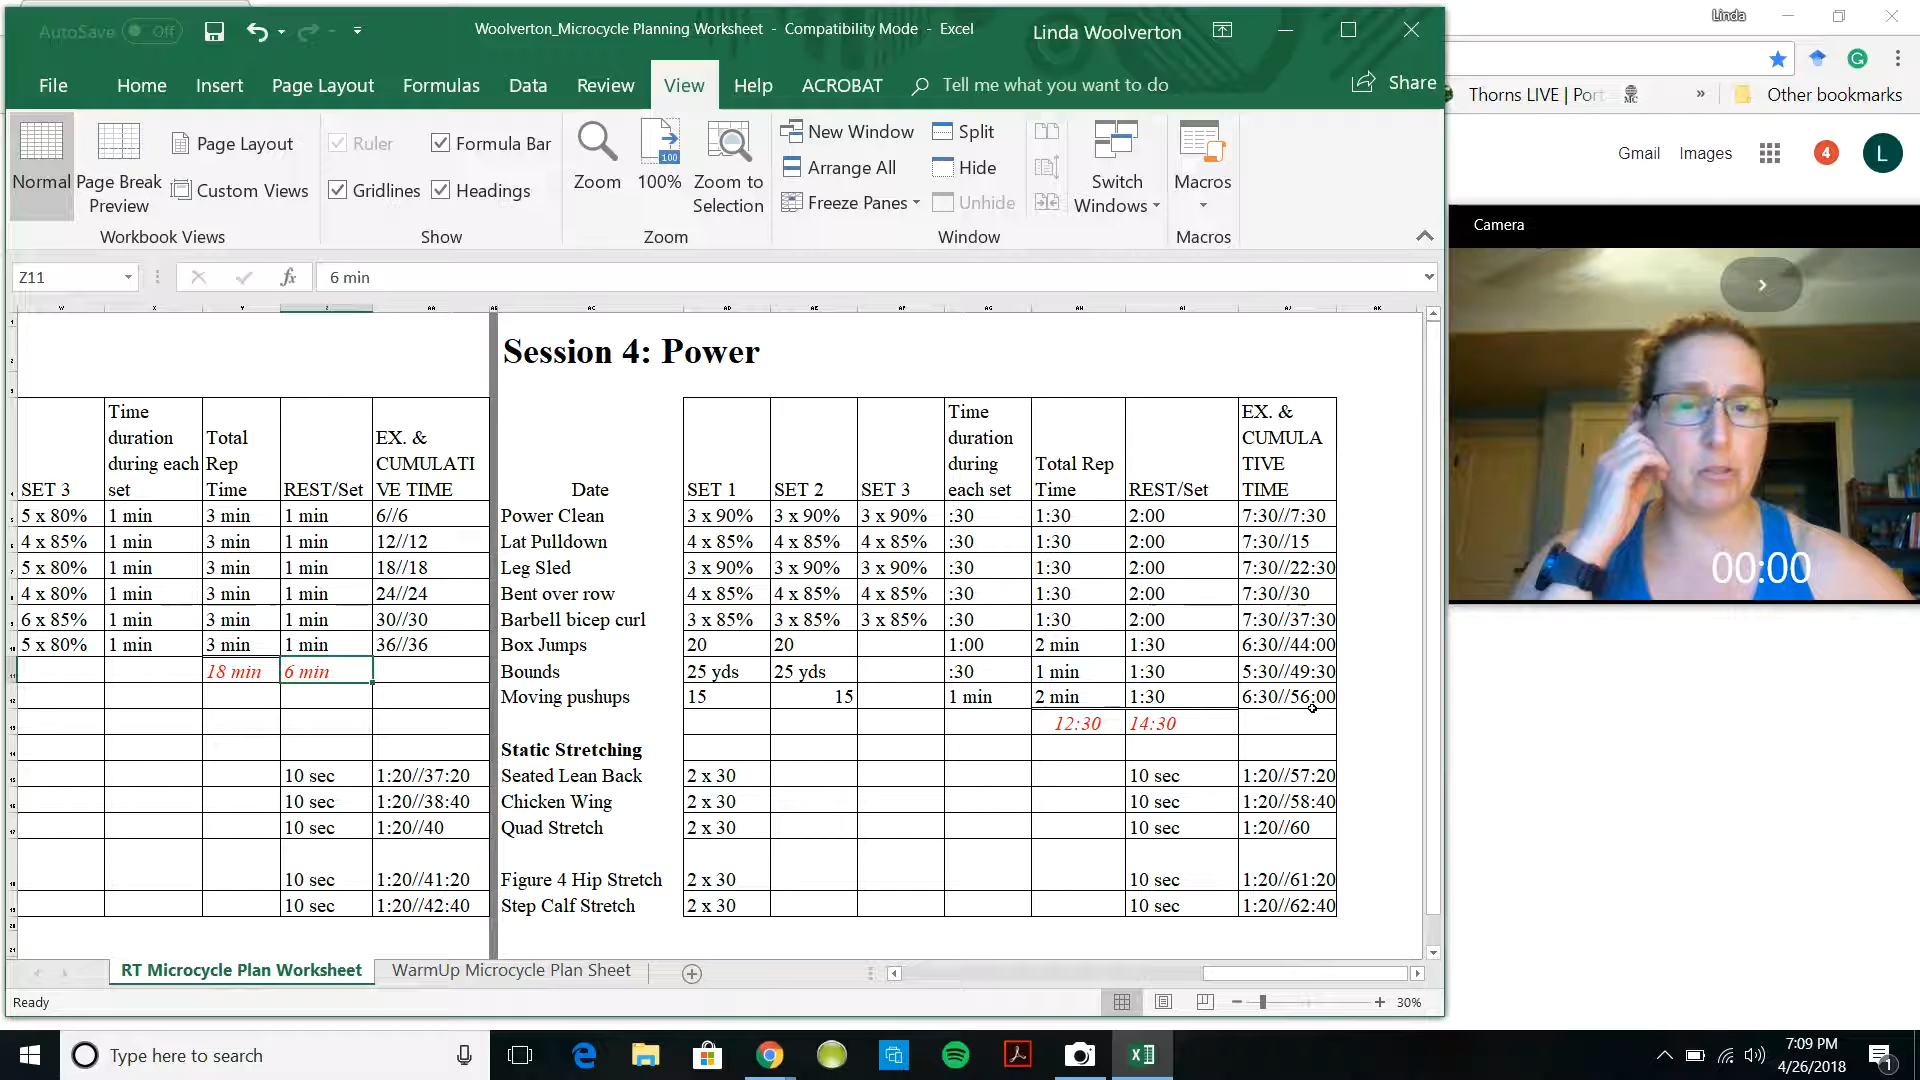 AutoSave Off
Woolverton_Microcycle Planning Worksheet - Compatibility Mode - Excel
Linda Woolverton
Linda
File Home Insert Page Layout Formulas Data Review View Help ACROBAT Tell me what you want to do Share
Thorns LIVE | Port MC » Other bookmarks
Normal
Page Break Preview
Page Layout
Custom Views
Workbook Views
Ruler
Formula Bar
Gridlines
Headings
Show
Zoom
100
100%
Zoom to Selection
Zoom
New Window
Arrange All
Freeze Panes
Split
Hide
Unhide
Window
Switch Windows
Macros
Macros
Gmail Images 4 L
Camera
Z11 fx 6 min
Session 4: Power
SET 3 Time duration during each set Total Rep Time REST/Set EX. & CUMULATIVE TIME Date SET 1 SET 2 SET 3 Time duration during each set Total Rep Time REST/Set EX. & CUMULATIVE TIME
5 x 80% 1 min 3 min 1 min 6//6 Power Clean 3 x 90% 3 x 90% 3 x 90% :30 1:30 2:00 7:30//7:30
4 x 85% 1 min 3 min 1 min 12//12 Lat Pulldown 4 x 85% 4 x 85% 4 x 85% :30 1:30 2:00 7:30//15
5 x 80% 1 min 3 min 1 min 18//18 Leg Sled 3 x 90% 3 x 90% 3 x 90% :30 1:30 2:00 7:30//22:30
4 x 80% 1 min 3 min 1 min 24//24 Bent over row 4 x 85% 4 x 85% 4 x 85% :30 1:30 2:00 7:30//30
6 x 85% 1 min 3 min 1 min 30//30 Barbell bicep curl 3 x 85% 3 x 85% 3 x 85% :30 1:30 2:00 7:30//37:30
5 x 80% 1 min 3 min 1 min 36//36 Box Jumps 20 20 1:00 2 min 1:30 6:30//44:00
18 min 6 min Bounds 25 yds 25 yds :30 1 min 1:30 5:30//49:30
Moving pushups 15 15 1 min 2 min 1:30 6:30//56:00
12:30 14:30
Static Stretching
10 sec 1:20//37:20 Seated Lean Back 2 x 30 10 sec 1:20//57:20
10 sec 1:20//38:40 Chicken Wing 2 x 30 10 sec 1:20//58:40
10 sec 1:20//40 Quad Stretch 2 x 30 10 sec 1:20//60
10 sec 1:20//41:20 Figure 4 Hip Stretch 2 x 30 10 sec 1:20//61:20
10 sec 1:20//42:40 Step Calf Stretch 2 x 30 10 sec 1:20//62:40
00:00
RT Microcycle Plan Worksheet WarmUp Microcycle Plan Sheet
Ready 30%
Type here to search
7:09 PM
4/26/2018
1